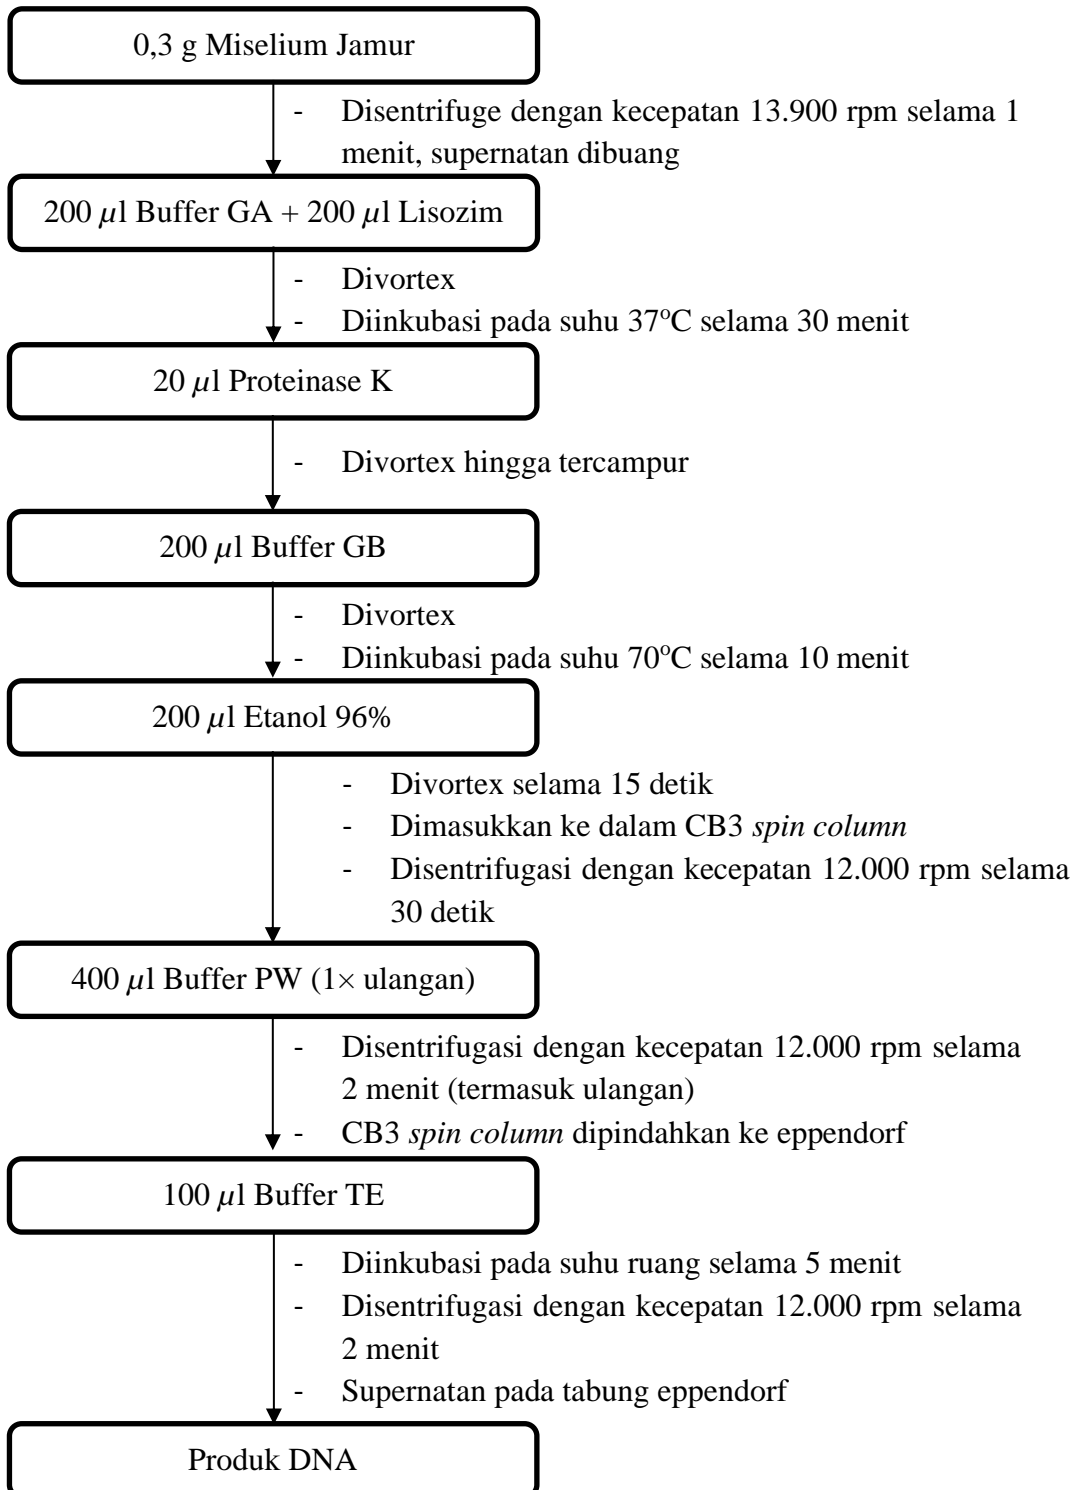 0,3 g Miselium Jamur
- Disentrifuge dengan kecepatan 13.900 rpm selama 1
menit, supernatan dibuang
200 µl Buffer GA + 200 µl Lisozim
- Divortex
- Diinkubasi pada suhu 37°C selama 30 menit
20 µl Proteinase K
- Divortex hingga tercampur
200 µl Buffer GB
- Divortex
- Diinkubasi pada suhu 70°C selama 10 menit
200 µl Etanol 96%
- Divortex selama 15 detik
- Dimasukkan ke dalam CB3 spin column
- Disentrifugasi dengan kecepatan 12.000 rpm selama
30 detik
400 µl Buffer PW (1× ulangan)
- Disentrifugasi dengan kecepatan 12.000 rpm selama
2 menit (termasuk ulangan)
- CB3 spin column dipindahkan ke eppendorf
100 µl Buffer TE
- Diinkubasi pada suhu ruang selama 5 menit
- Disentrifugasi dengan kecepatan 12.000 rpm selama
2 menit
- Supernatan pada tabung eppendorf
Produk DNA